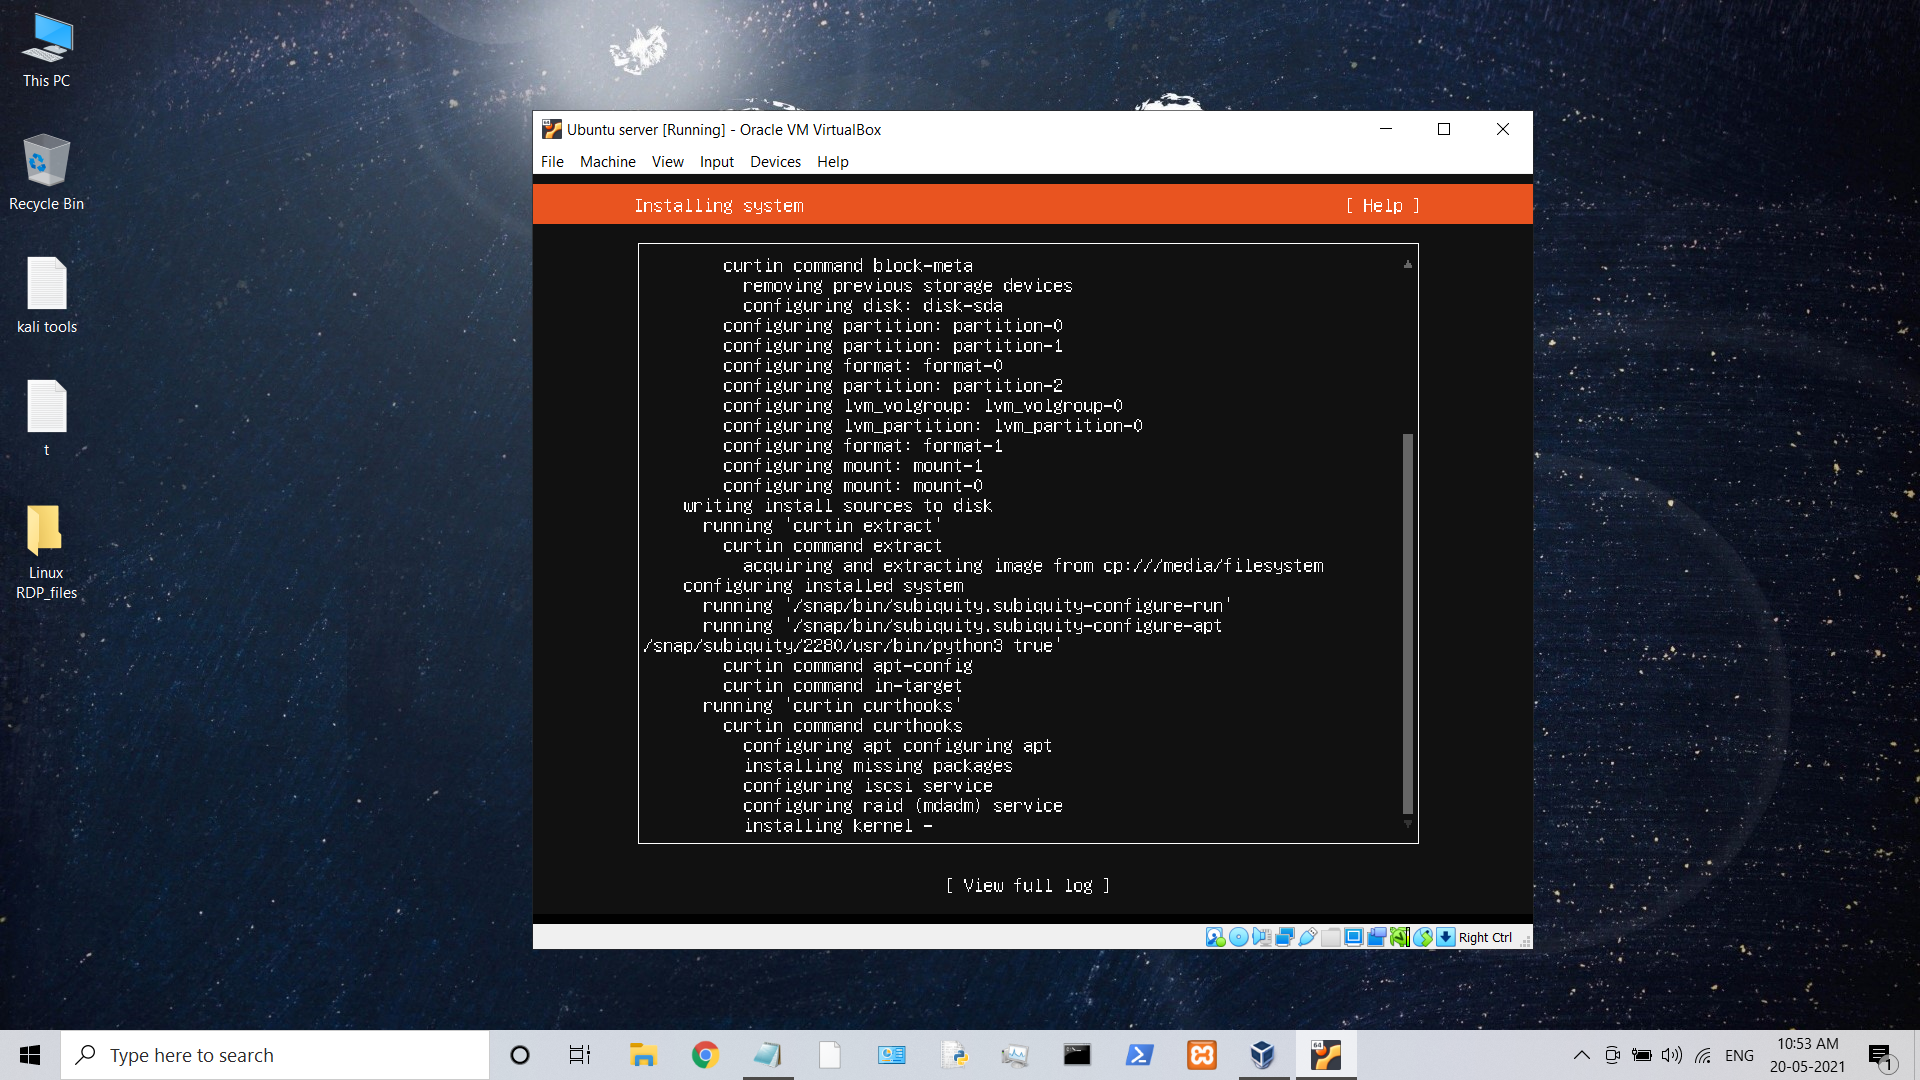 This PC
Recycle Bin
kali tools
t
Linux
RDP_files
Ubuntu server [Running] - Oracle VM VirtualBox
File Machine View Input Devices Help
Installing system [ Help ]
curtin command block-meta
removing previous storage devices
configuring disk: disk-sda
configuring partition: partition-0
configuring partition: partition-1
configuring format: format-0
configuring partition: partition-2
configuring lvm_volgroup: lvm_volgroup-0
configuring lvm_partition: lvm_partition-0
configuring format: format-1
configuring mount: mount-1
configuring mount: mount-0
writing install sources to disk
running 'curtin extract'
curtin command extract
acquiring and extracting image from cp:///media/filesystem
configuring installed system
running '/snap/bin/subiquity.subiquity-configure-run'
running '/snap/bin/subiquity.subiquity-configure-apt
/snap/subiquity/2280/usr/bin/python3 true'
curtin command apt-config
curtin command in-target
running 'curtin curthooks'
curtin command curthooks
configuring apt configuring apt
installing missing packages
configuring iscsi service
configuring raid (mdadm) service
installing kernel -
[ View full log ]
Right Ctrl
Type here to search
64
ENG
10:53 AM
20-05-2021
1